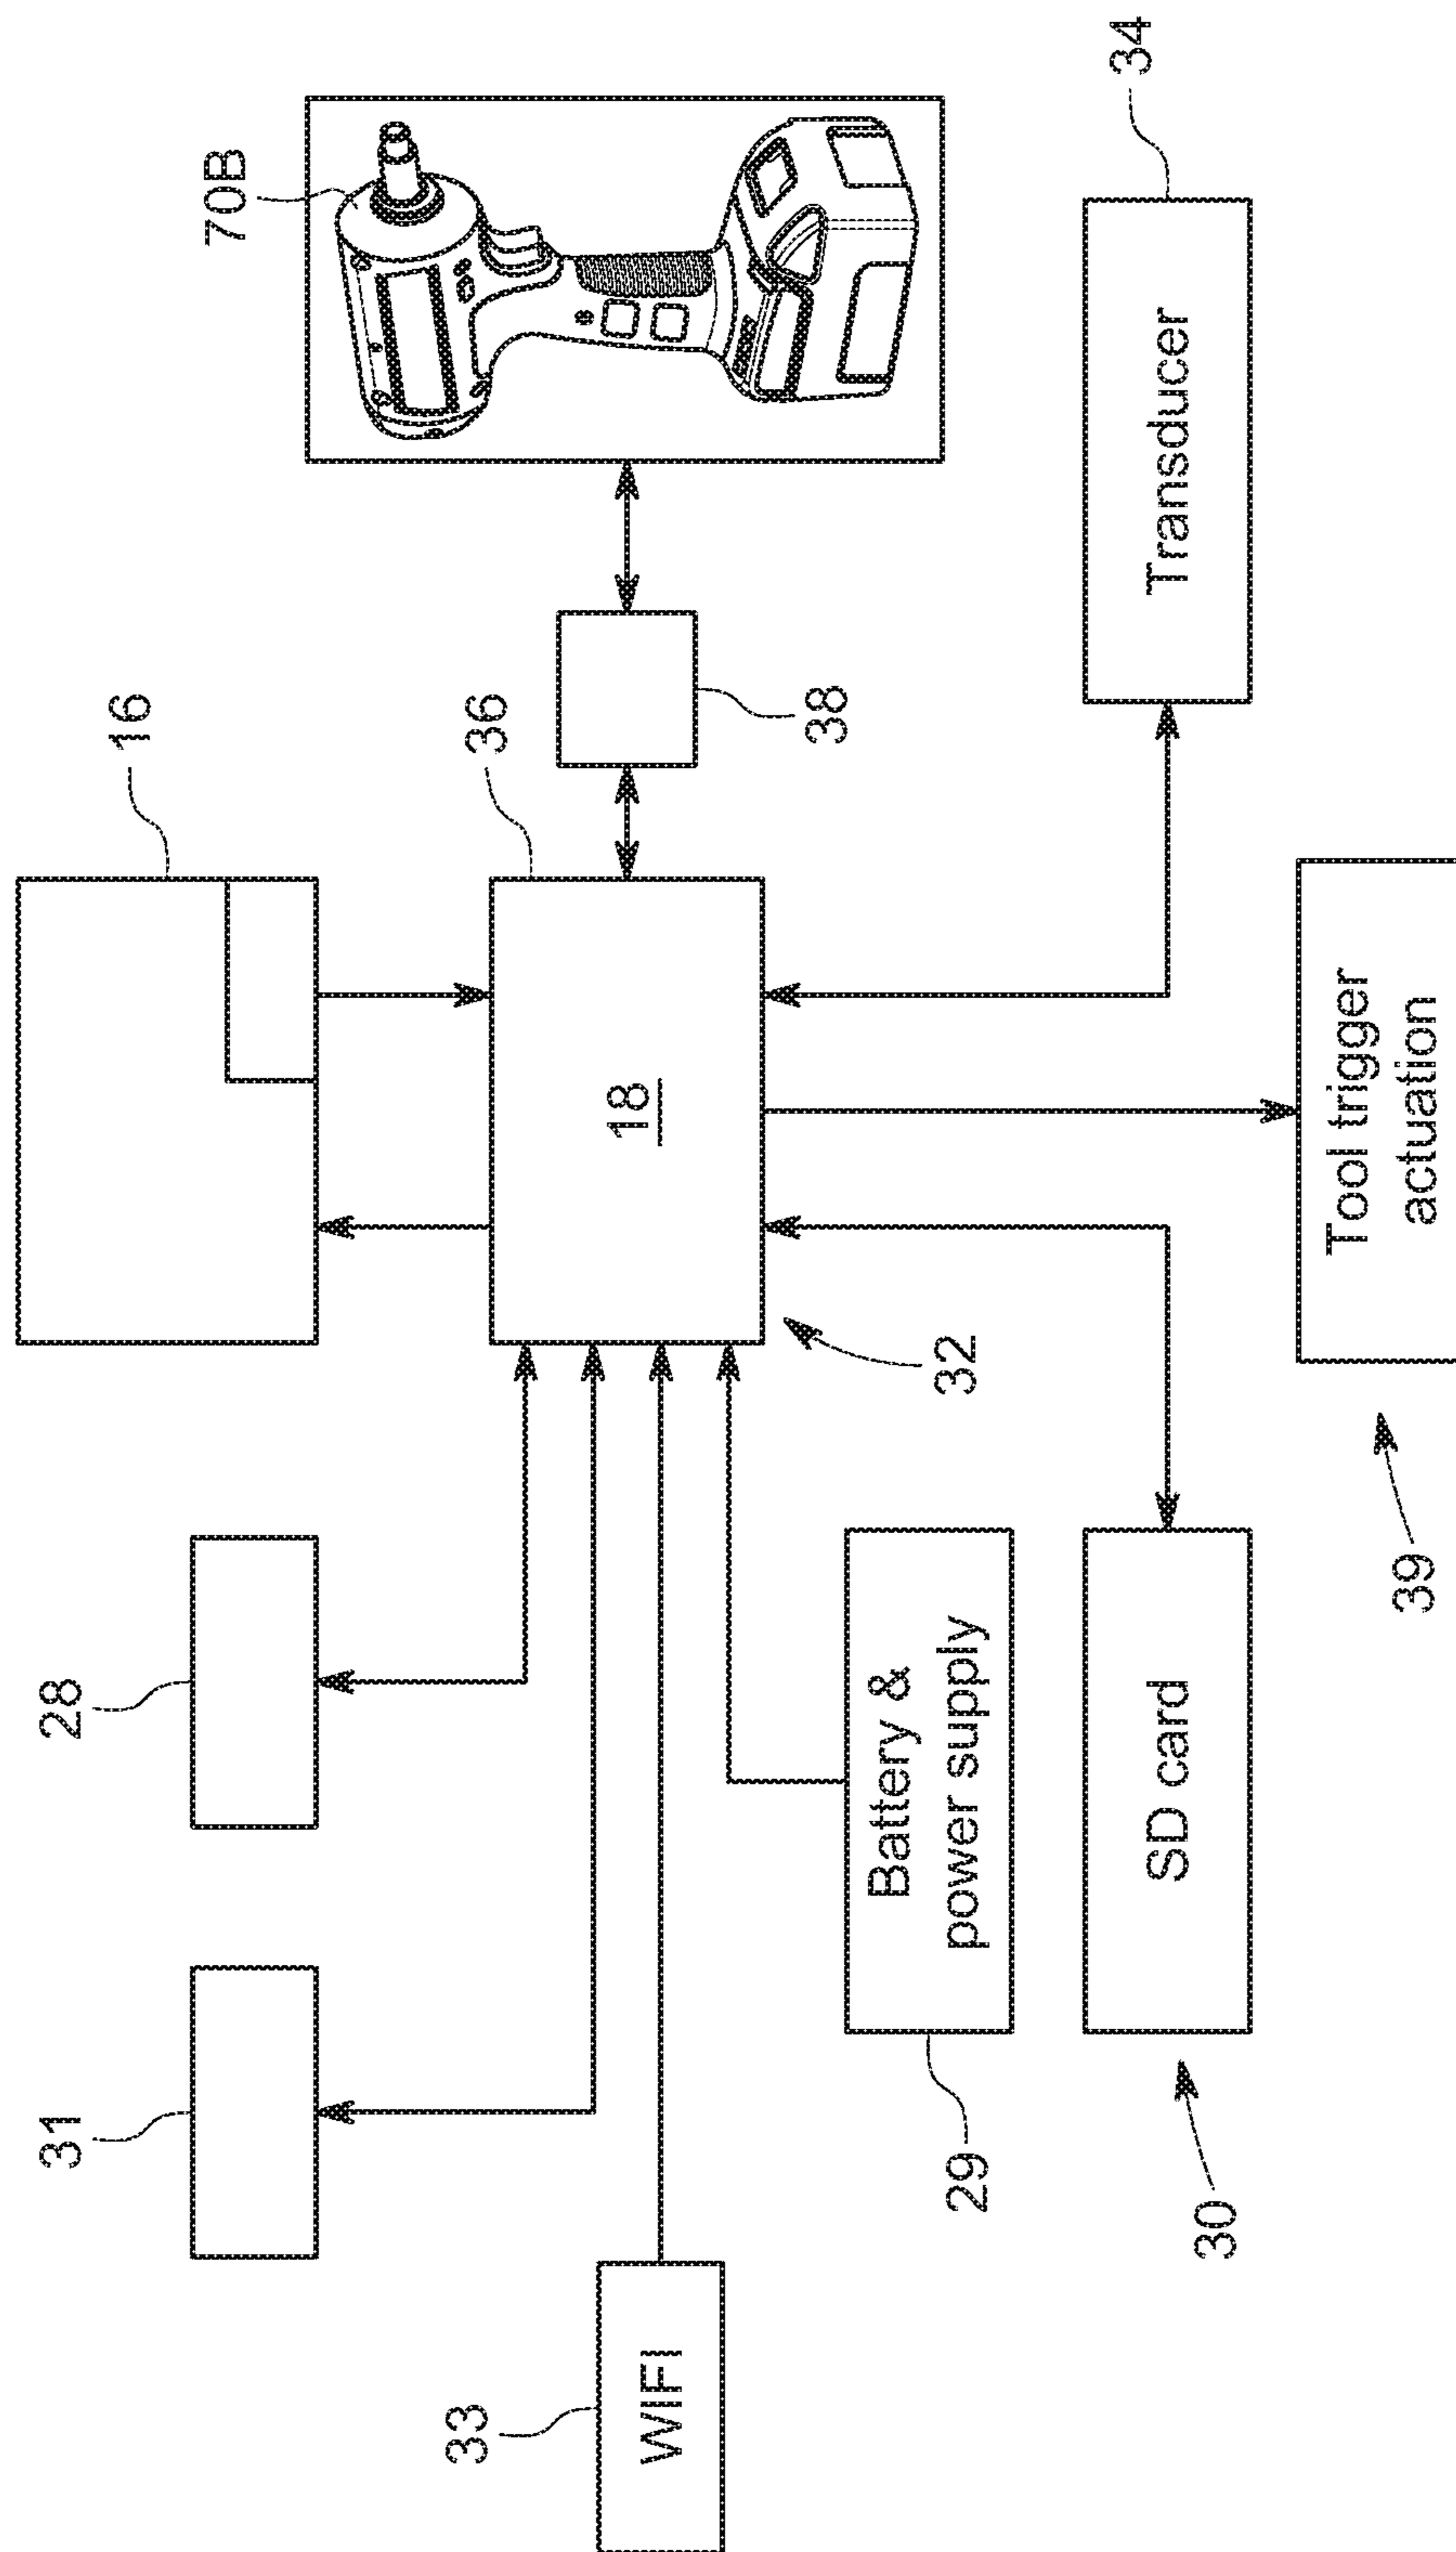 31
28
16
70B
33
WIFI
36
18
38
32
29
Battery &
power supply
30
SD card
34
Transducer
39
Tool trigger
actuation